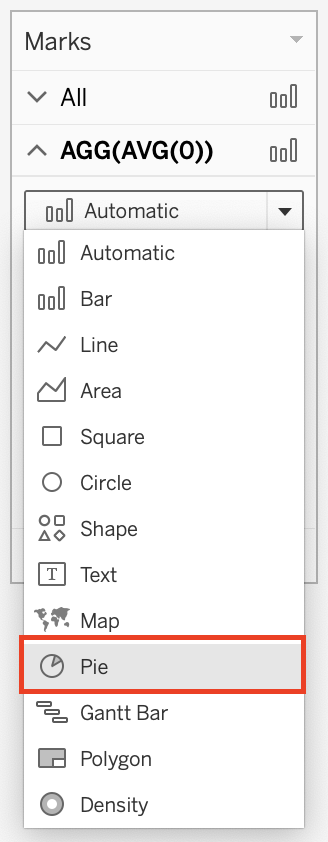 Marks
All
AGG(AVG(0))
Automatic
Automatic
Bar
Line
Area
Square
Circle
Shape
T Text
Map
Pie
Gantt Bar
Polygon
Density